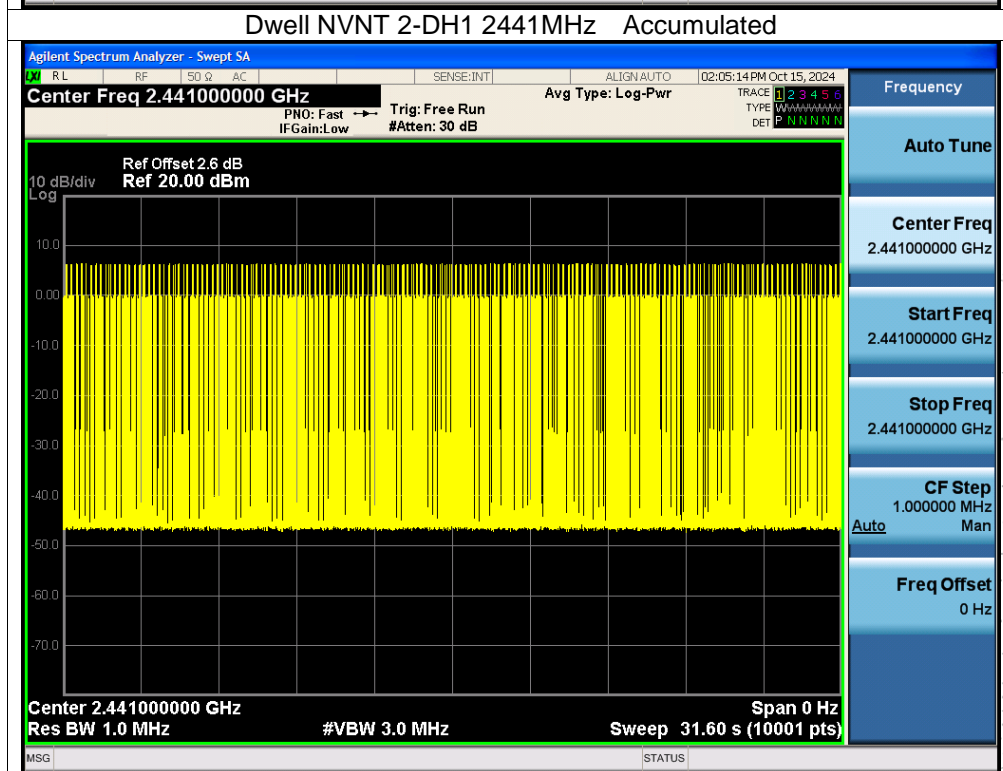 Dwell NVNT 2-DH1 2441MHz Accumulated
Agilent Spectrum Analyzer - Swept SA
LXI RL RF 50 Ω AC SENSE:INT ALIGN AUTO 02:05:14 PM Oct 15, 2024
Center Freq 2.441000000 GHz Avg Type: Log-Pwr TRACE 1 2 3 4 5 6
PNO: Fast Trig: Free Run TYPE WWWWWW
IFGain:Low #Atten: 30 dB DET P N N N N N
Ref Offset 2.6 dB
10 dB/div Ref 20.00 dBm
Log
10.0
0.00
-10.0
-20.0
-30.0
-40.0
-50.0
-60.0
-70.0
Center 2.441000000 GHz Span 0 Hz
Res BW 1.0 MHz #VBW 3.0 MHz Sweep 31.60 s (10001 pts)
MSG STATUS
Frequency
Auto Tune
Center Freq
2.441000000 GHz
Start Freq
2.441000000 GHz
Stop Freq
2.441000000 GHz
CF Step
1.000000 MHz
Auto Man
Freq Offset
0 Hz